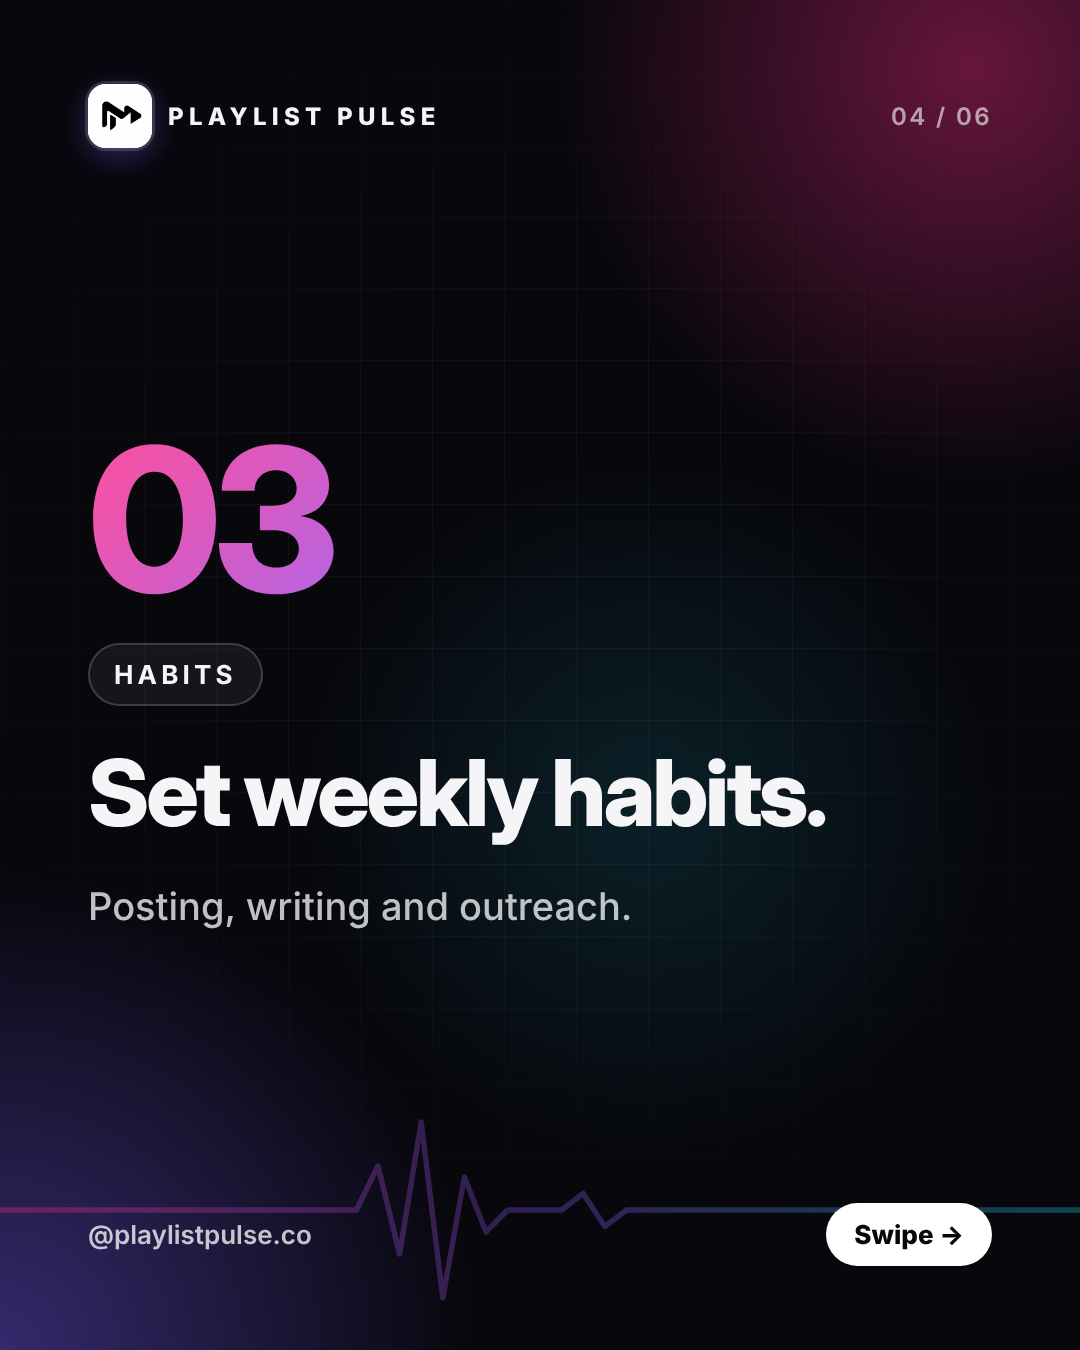 PLAYLIST PULSE
04 / 06
03
HABITS
Set weekly habits.
Posting, writing and outreach.
@playlistpulse.co
Swipe →